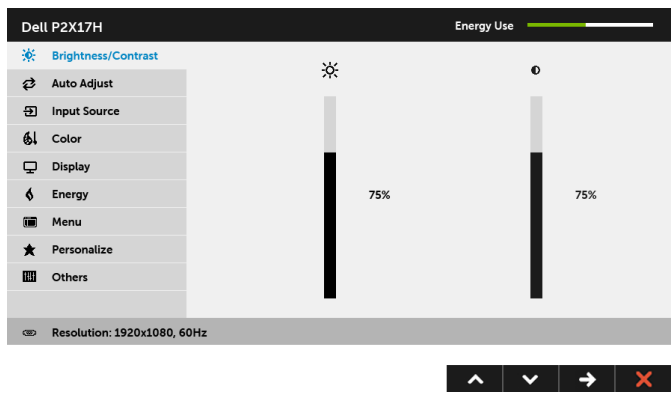 Dell P2X17H
Energy Use
Brightness/Contrast
Auto Adjust
Input Source
Color
Display
Energy
75%
75%
Menu
Personalize
Others
Resolution: 1920x1080, 60Hz